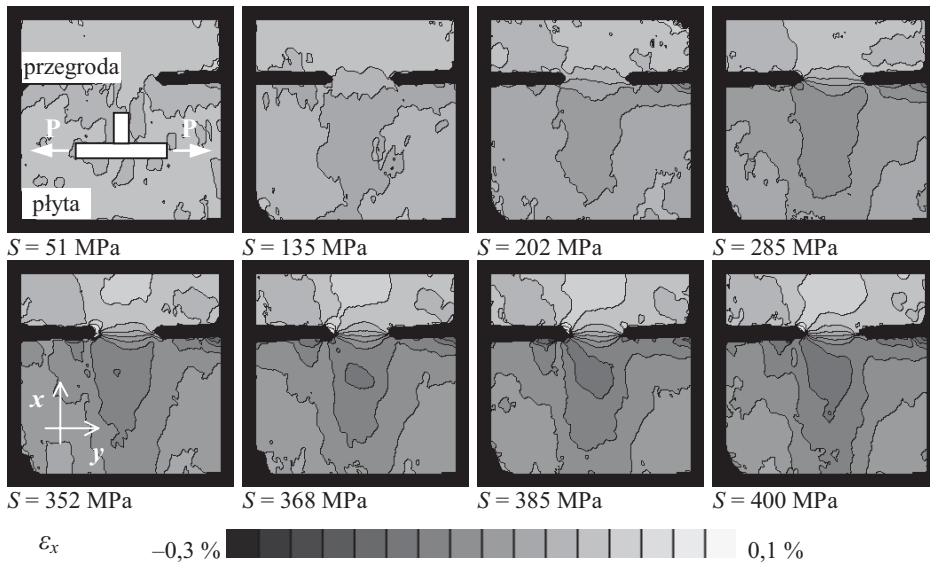 przegroda
P P
płyta
S = 51 MPa S = 135 MPa S = 202 MPa S = 285 MPa
x
y
S = 352 MPa S = 368 MPa S = 385 MPa S = 400 MPa
εx –0,3 % 0,1 %